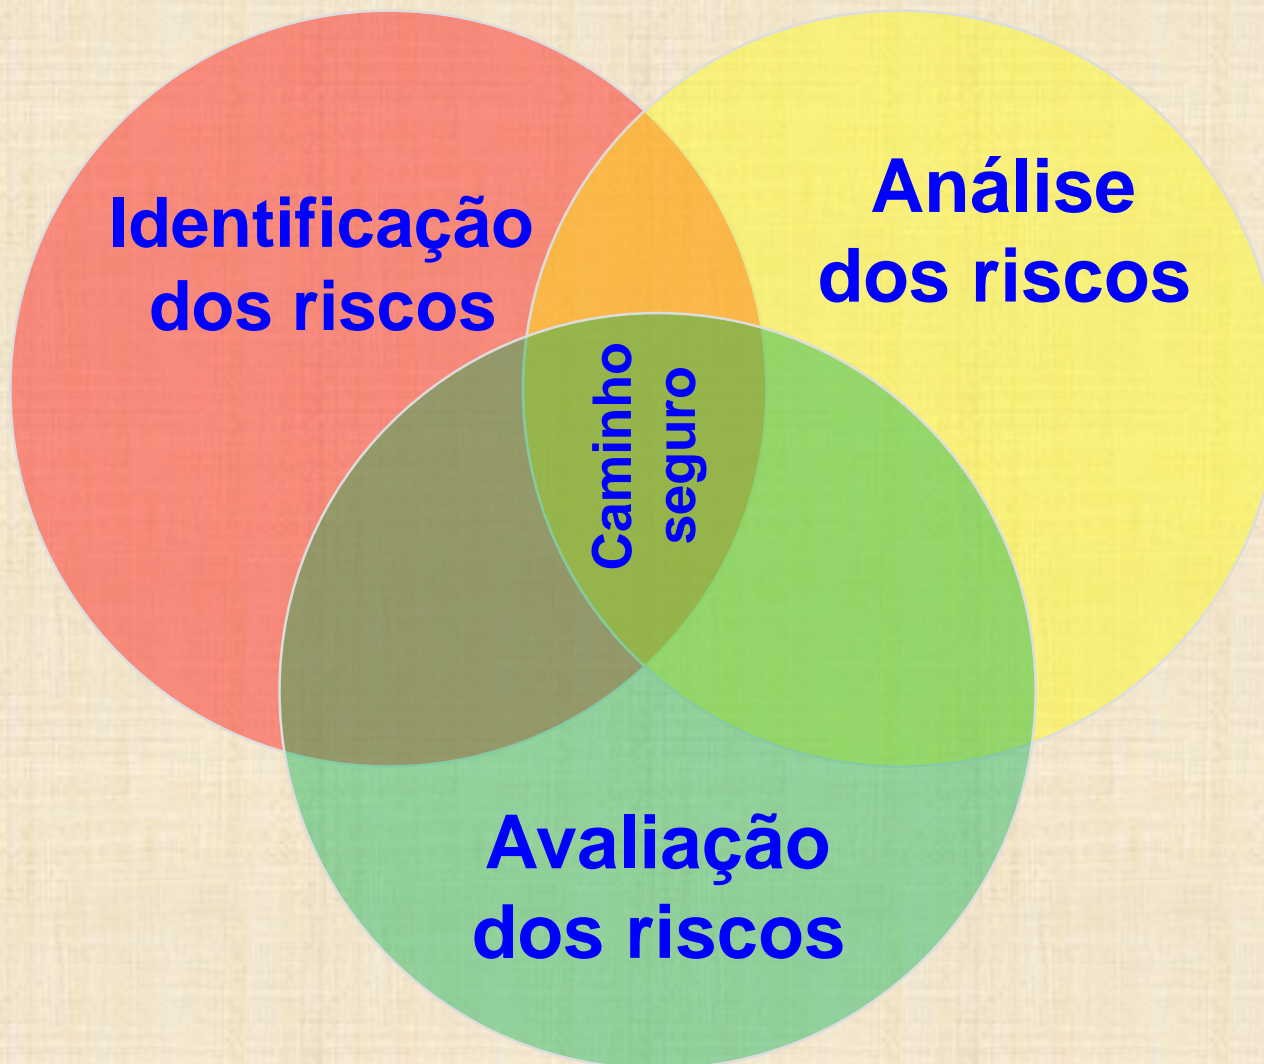 Identificação
dos riscos
Análise
dos riscos
Caminho
seguro
Avaliação
dos riscos